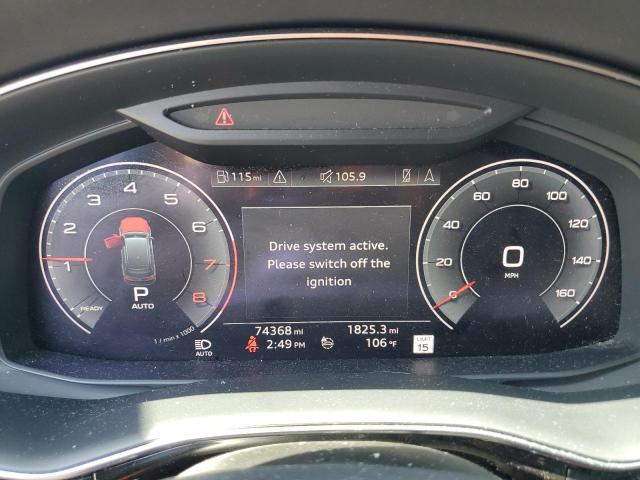 115mi 105.9
1 2 3 4 5 6 7 8
READY
P
AUTO
1 / min x 1000
Drive system active.
Please switch off the
ignition
0 20 40 60 80 100 120 140 160
0
MPH
AUTO
74368 mi 1825.3 mi
2:49 PM 106 °F
LIMIT
15